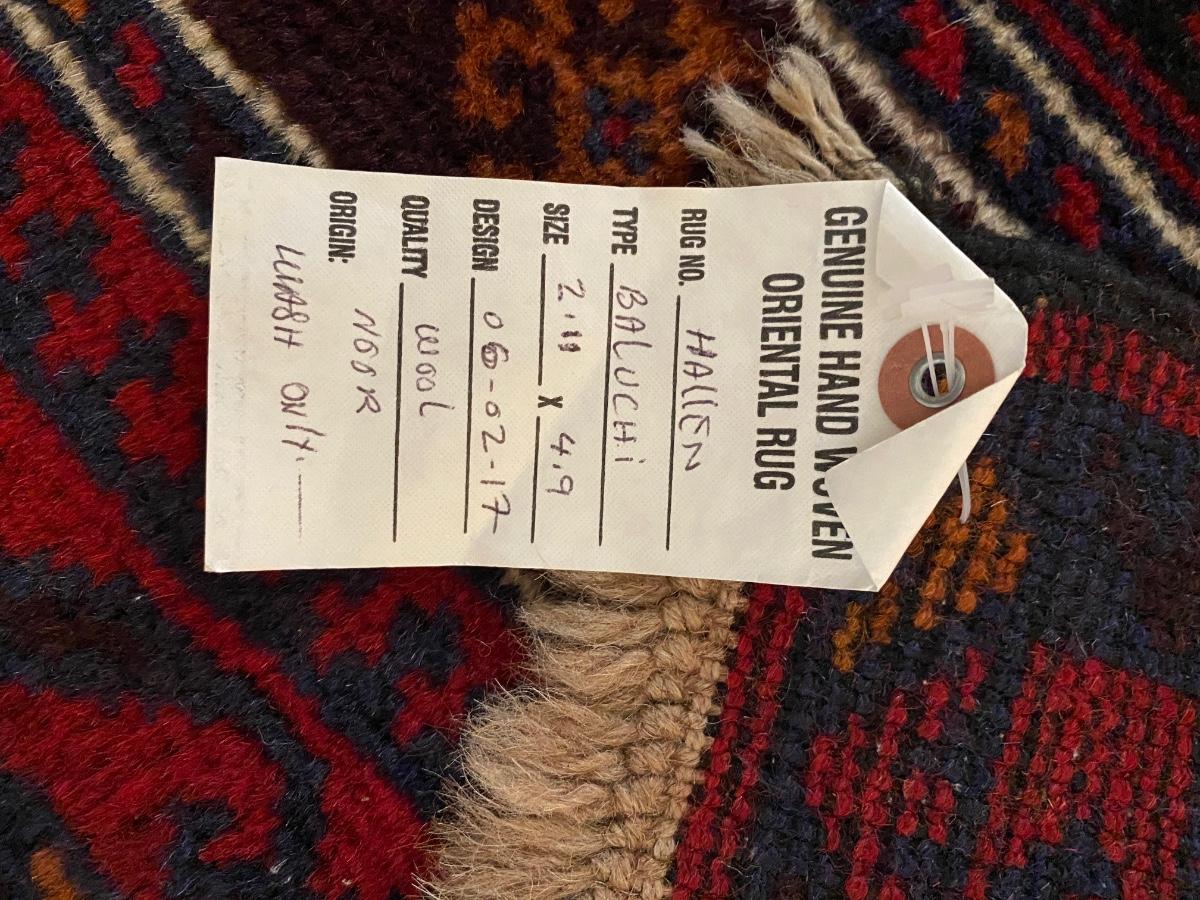 GENUINE HAND WOVEN
ORIENTAL RUG
RUG NO. HALLEN
TYPE BALUCHi
SIZE 2.11 X 4.9
DESIGN 06-02-17
QUALITY WOOL
ORIGIN: NOOR
WASH ONLY.